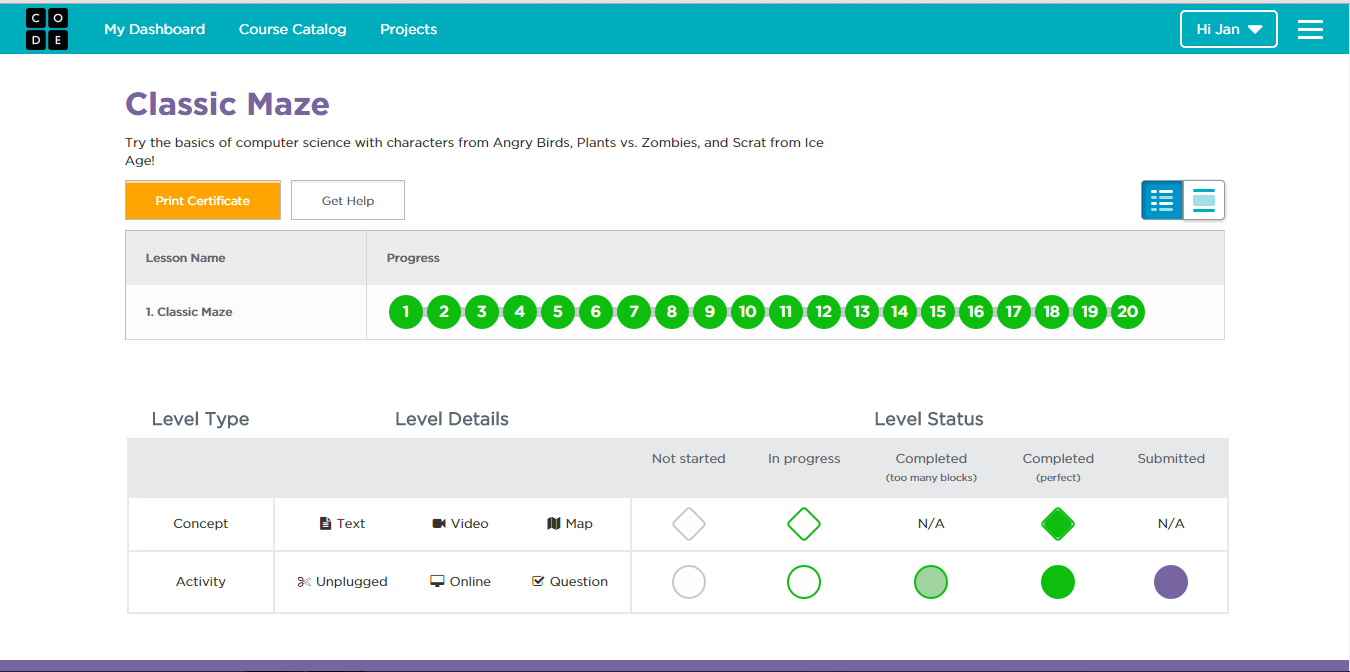 C O
D E
My Dashboard Course Catalog Projects
Hi Jan
Classic Maze
Try the basics of computer science with characters from Angry Birds, Plants vs. Zombies, and Scrat from Ice
Age!
Print Certificate Get Help
Lesson Name Progress
1. Classic Maze 1 2 3 4 5 6 7 8 9 10 11 12 13 14 15 16 17 18 19 20
Level Type Level Details Level Status
Not started In progress Completed Completed Submitted
(too many blocks) (perfect)
Concept Text Video Map N/A N/A
Activity Unplugged Online Question